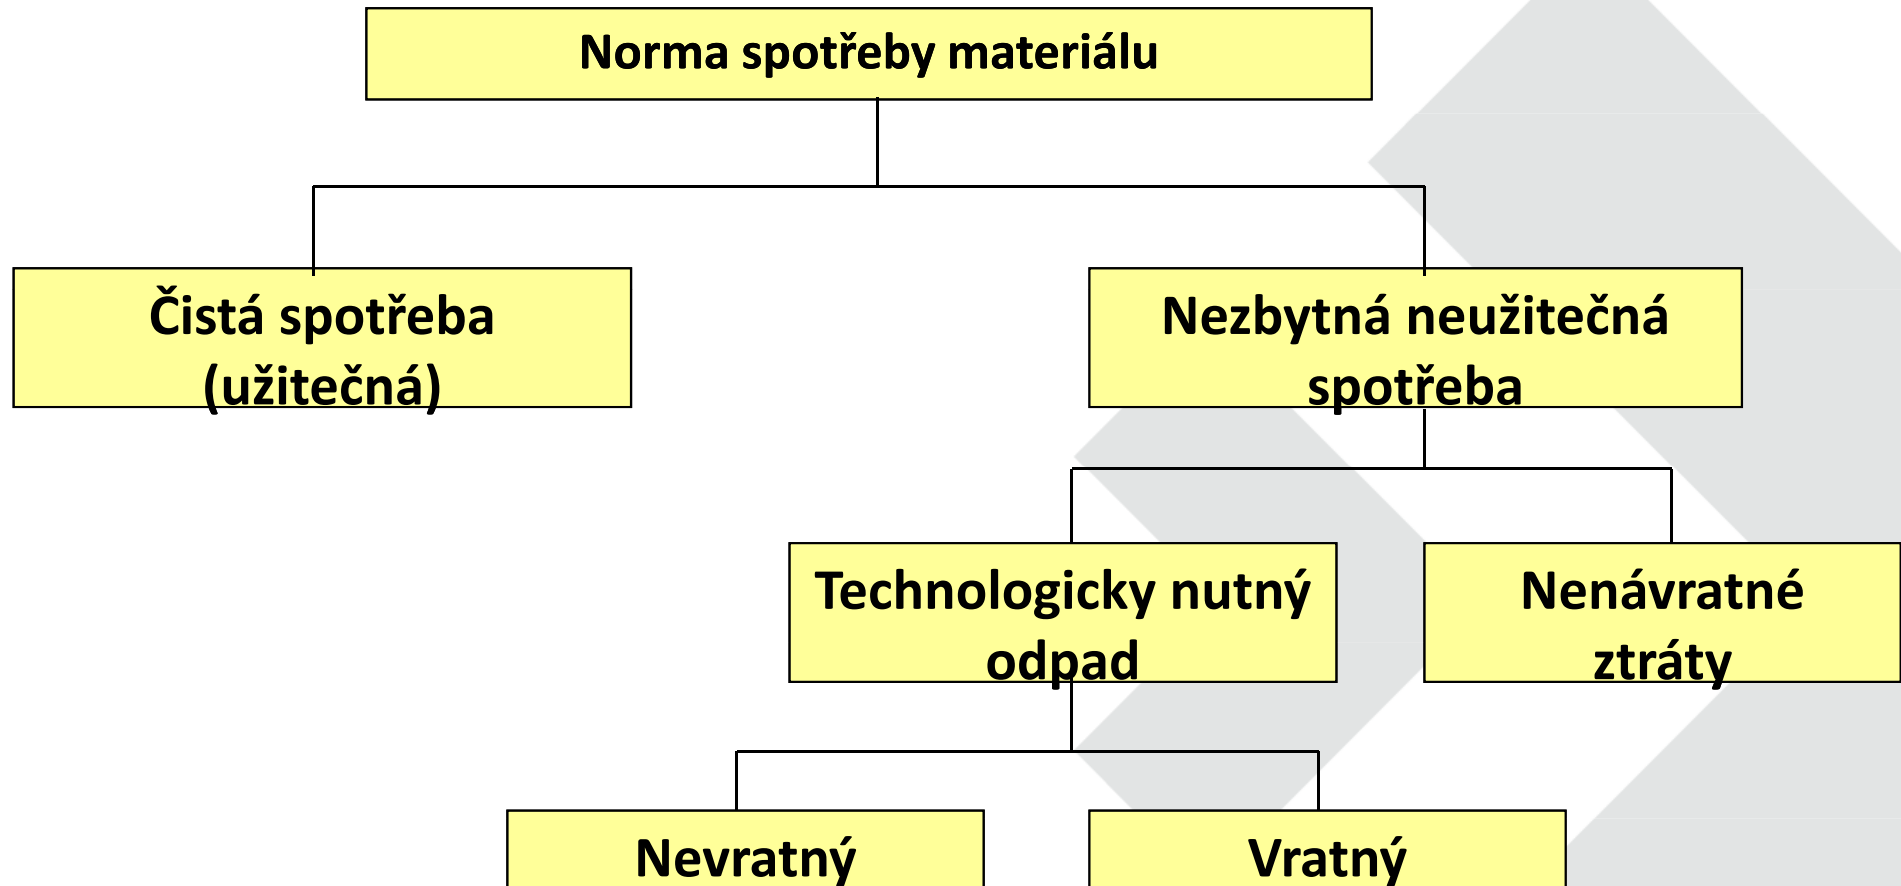 Norma spotřeby materiálu
Čistá spotřeba
(užitečná)
Nezbytná neužitečná
spotřeba
Technologicky nutný
odpad
Nenávratné
ztráty
Nevratný
Vratný